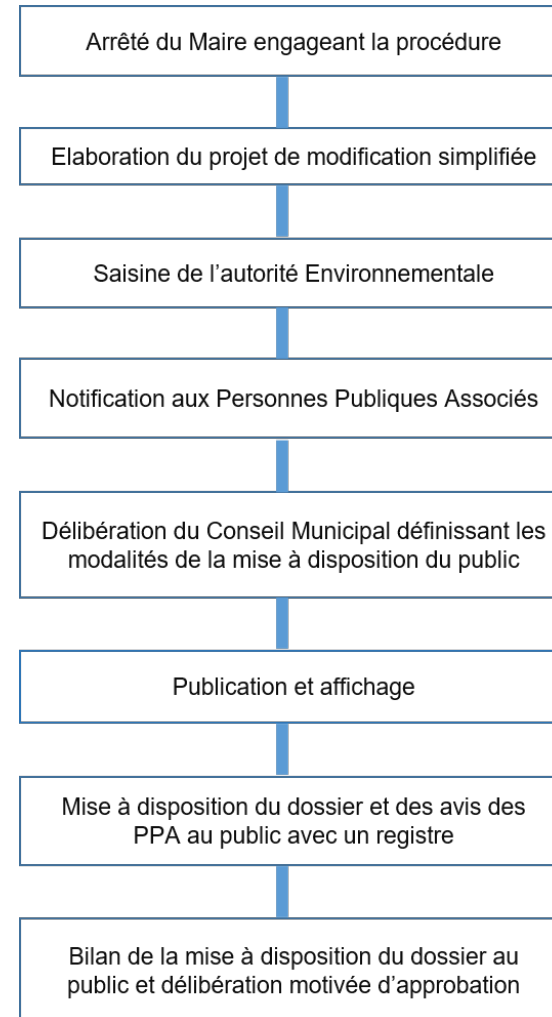 Arrêté du Maire engageant la procédure
Elaboration du projet de modification simplifiée
Saisine de l'autorité Environnementale
Notification aux Personnes Publiques Associés
Délibération du Conseil Municipal définissant les
modalités de la mise à disposition du public
Publication et affichage
Mise à disposition du dossier et des avis des
PPA au public avec un registre
Bilan de la mise à disposition du dossier au
public et délibération motivée d'approbation